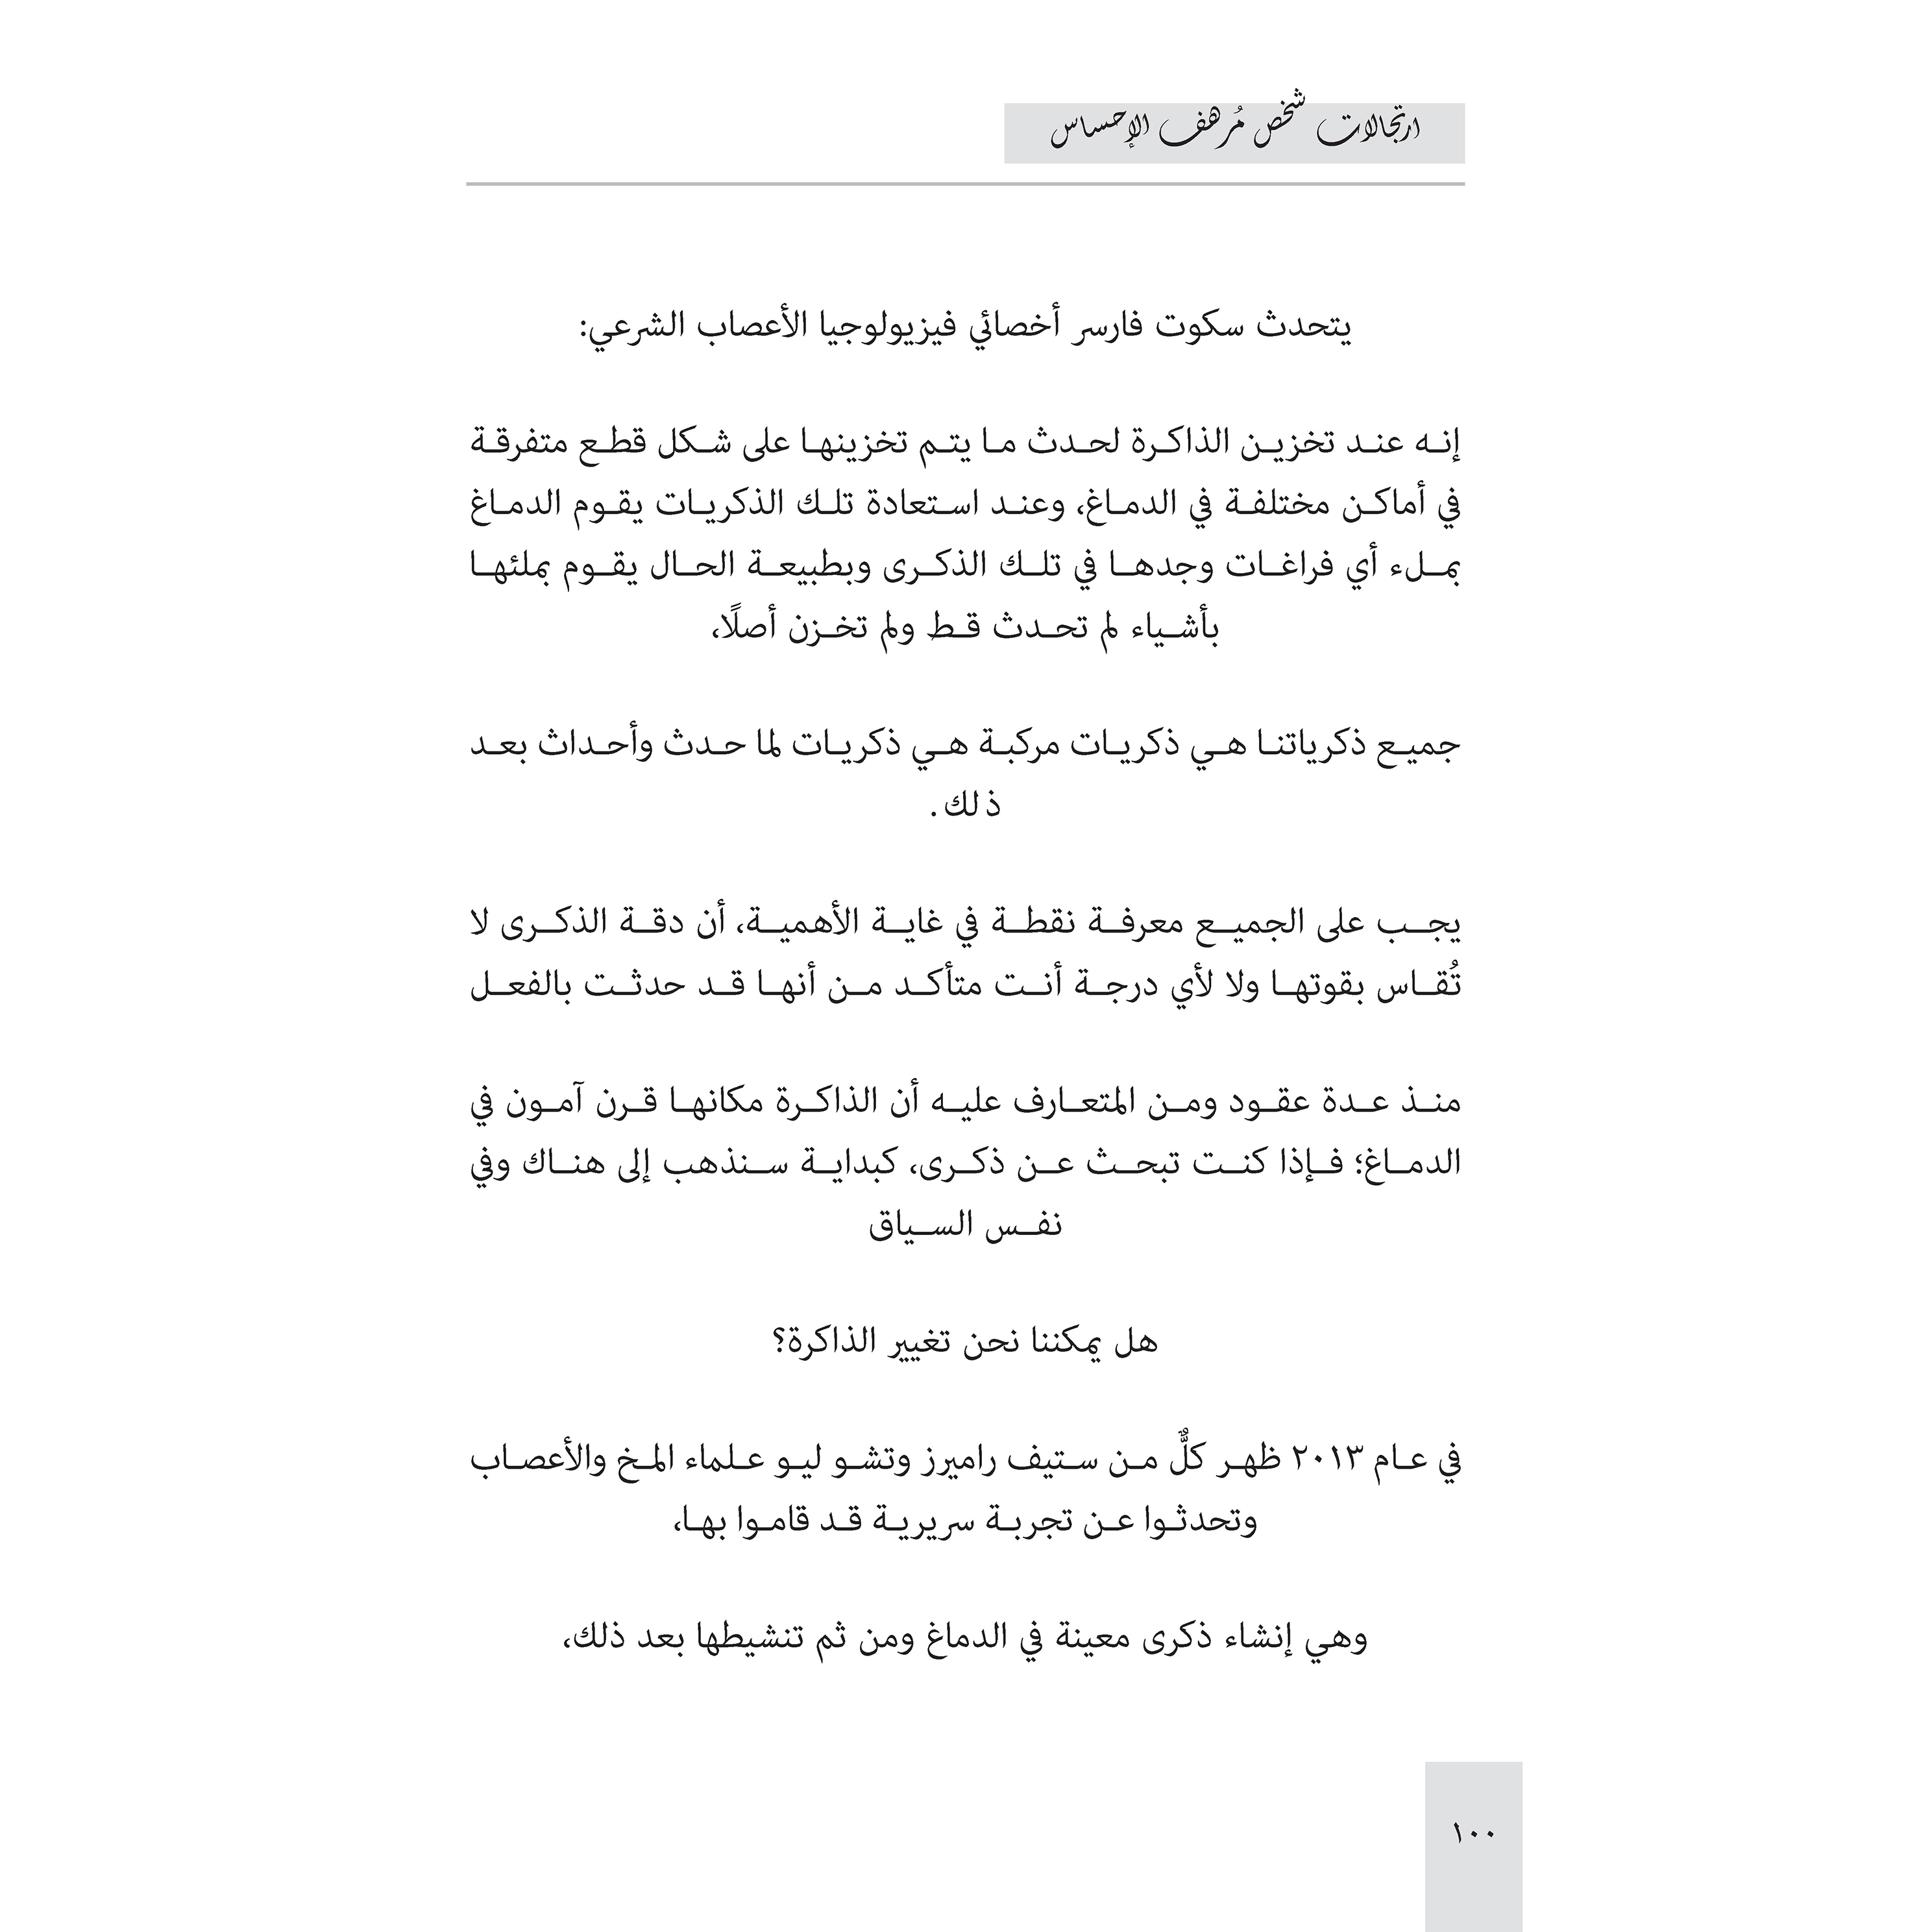 ارتجالات شخص مُرهف الإحساس
يتحدث سكوت فارسر أخصائي فيزيولوجيا الأعصاب الشرعي:
إنه عند تخزين الذاكرة لحدث ما يتم تخزينها على شكل قطع متفرقة
في أماكن مختلفة في الدماغ، وعند استعادة تلك الذكريات يقوم الدماغ
بملء أي فراغات وجدها في تلك الذكرى وبطبيعة الحال يقوم بملئها
بأشياء لم تحدث قط ولم تخزن أصلًا،
جميع ذكرياتنا هي ذكريات مركبة هي ذكريات لما حدث وأحداث بعد
ذلك.
يجب على الجميع معرفة نقطة في غاية الأهمية، أن دقة الذكرى لا
تُقاس بقوتها ولا لأي درجة أنت متأكد من أنها قد حدثت بالفعل
منذ عدة عقود ومن المتعارف عليه أن الذاكرة مكانها قرن آمون في
الدماغ؛ فإذا كنت تبحث عن ذكرى، كبداية سنذهب إلى هناك وفي
نفس السياق
هل يمكننا نحن تغيير الذاكرة؟
في عام ٢٠١٣ ظهر كلٌّ من ستيف راميرز وتشو ليو علماء المخ والأعصاب
وتحدثوا عن تجربة سريرية قد قاموا بها،
وهي إنشاء ذكرى معينة في الدماغ ومن ثم تنشيطها بعد ذلك،
١٠٠